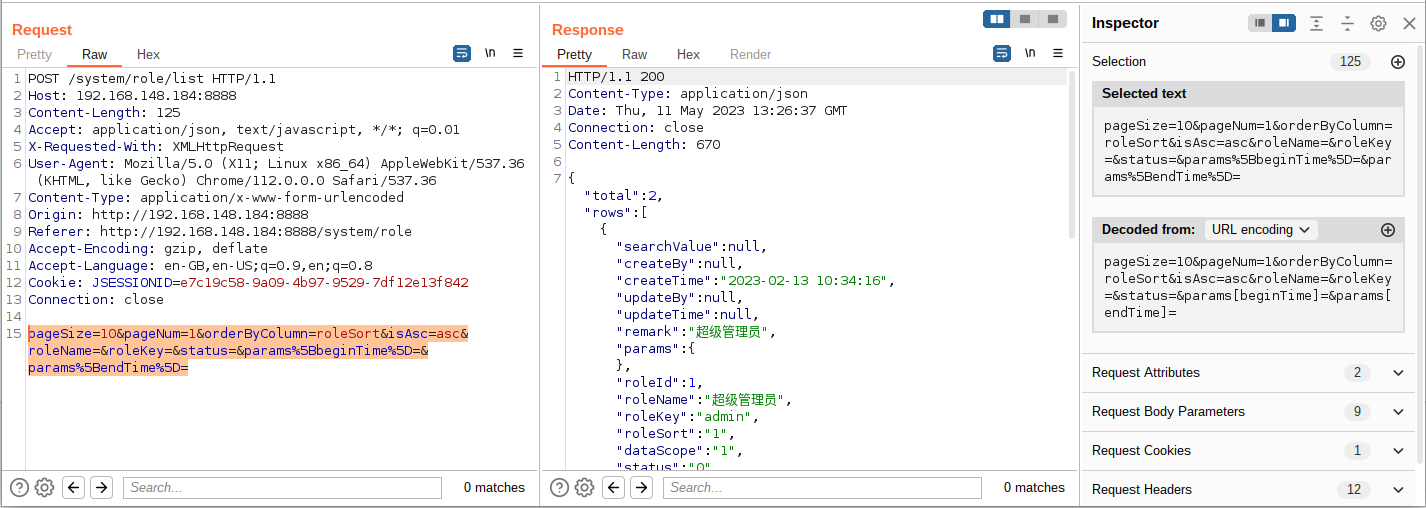 Request
Pretty Raw Hex
\n
1 POST /system/role/list HTTP/1.1
2 Host: 192.168.148.184:8888
3 Content-Length: 125
4 Accept: application/json, text/javascript, */*; q=0.01
5 X-Requested-With: XMLHttpRequest
6 User-Agent: Mozilla/5.0 (X11; Linux x86_64) AppleWebKit/537.36
(KHTML, like Gecko) Chrome/112.0.0.0 Safari/537.36
7 Content-Type: application/x-www-form-urlencoded
8 Origin: http://192.168.148.184:8888
9 Referer: http://192.168.148.184:8888/system/role
10 Accept-Encoding: gzip, deflate
11 Accept-Language: en-GB,en-US;q=0.9,en;q=0.8
12 Cookie: JSESSIONID=e7c19c58-9a09-4b97-9529-7df12e13f842
13 Connection: close
14
15 pageSize=10&pageNum=1&orderByColumn=roleSort&isAsc=asc&
roleName=&roleKey=&status=&params%5BbeginTime%5D=&
params%5BendTime%5D=
Search...
0 matches
Response
Pretty Raw Hex Render
\n
1 HTTP/1.1 200
2 Content-Type: application/json
3 Date: Thu, 11 May 2023 13:26:37 GMT
4 Connection: close
5 Content-Length: 670
6
7 {
"total":2,
"rows":[
{
"searchValue":null,
"createBy":null,
"createTime":"2023-02-13 10:34:16",
"updateBy":null,
"updateTime":null,
"remark":"超级管理员",
"params":{
},
"roleId":1,
"roleName":"超级管理员",
"roleKey":"admin",
"roleSort":"1",
"dataScope":"1",
"status":"0"
Search...
0 matches
Inspector
Selection 125
Selected text
pageSize=10&pageNum=1&orderByColumn=
roleSort&isAsc=asc&roleName=&roleKey
=&status=&params%5BbeginTime%5D=&par
ams%5BendTime%5D=
Decoded from: URL encoding
pageSize=10&pageNum=1&orderByColumn=
roleSort&isAsc=asc&roleName=&roleKey
=&status=&params[beginTime]=&params[
endTime]=
Request Attributes 2
Request Body Parameters 9
Request Cookies 1
Request Headers 12